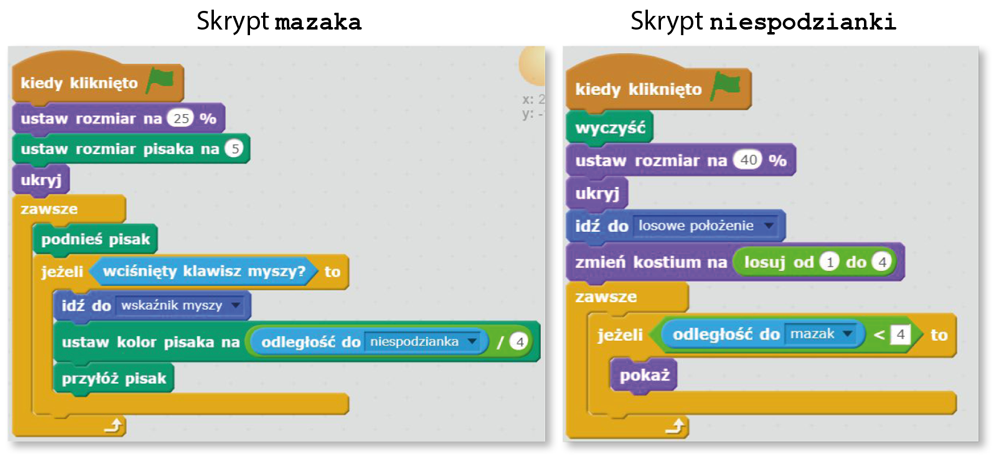 Skrypt mazaka
kiedy kliknięto
ustaw rozmiar na 25 %
ustaw rozmiar pisaka na 5
ukryj
zawsze
podnieś pisak
jeżeli wciśnięty klawisz myszy? to
idź do wskaźnik myszy
ustaw kolor pisaka na odległość do niespodzianka / 4
przyłóż pisak
x: 2
y: -
Skrypt niespodzianki
kiedy kliknięto
wyczyść
ustaw rozmiar na 40 %
ukryj
idź do losowe położenie
zmień kostium na losuj od 1 do 4
zawsze
jeżeli odległość do mazak < 4 to
pokaż